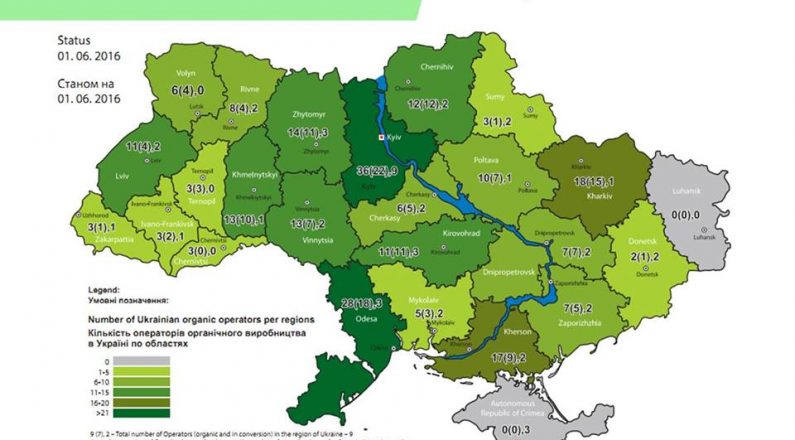 Status
01. 06. 2016
Станом на
01. 06. 2016
Volyn
6(4),0
Lutsk
Rivne
8(4),2
Rivne
Zhytomyr
14(11),3
Zhytomyr
Kyiv
36(22),9
Kyiv
Chernihiv
Chernihiv
12(12),2
Sumy
3(1),2
Sumy
11(4),2
Lviv
Lviv
Ternopil
3(3),0
Ternopil
Khmelnytskyi
Khmelnytskyi
13(10),1
Vinnytsia
13(7),2
Vinnytsia
Cherkasy
6(5),2
Cherkasy
Poltava
10(7),1
Poltava
Kharkiv
18(15),1
Kharkiv
Luhansk
0(0),0
Luhansk
Uzhhorod
3(1),1
Zakarpattia
Ivano-Frankivsk
Ivano-Frankivsk
3(2),1
Chernivtsi
3(0),0
Chernivtsi
11(11),3
Kirovohrad
Kirovohrad
Dnipropetrovsk
7(7),2
Dnipropetrovsk
Donetsk
2(1),2
Donetsk
Zaporizhzhia
7(5),2
Zaporizhzhia
28(18),3
Odesa
Mykolaiv
5(3),2
Mykolaiv
Kherson
Kherson
17(9),2
Autonomous
Republic of Crimea
0(0),3
Legend:
Умовні позначення:
Number of Ukrainian organic operators per regions
Кількість операторів органічного виробництва
в Україні по областях
0
1-5
6-10
11-15
16-20
>21
9 (7), 2 – Total number of Operators (organic and in conversion) in the region of Ukraine – 9